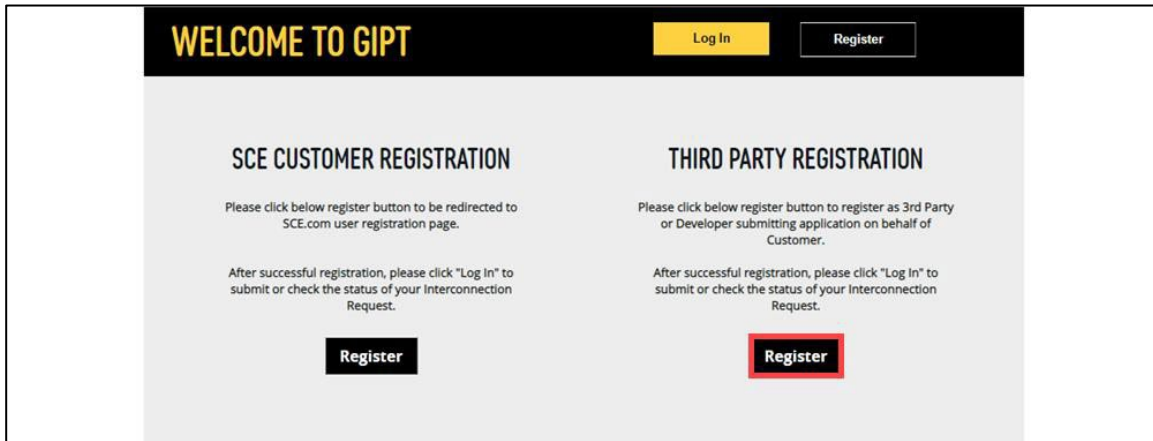 WELCOME TO GIPT
Log In
Register
SCE CUSTOMER REGISTRATION
Please click below register button to be redirected to
SCE.com user registration page.
After successful registration, please click "Log In" to
submit or check the status of your Interconnection
Request.
Register
THIRD PARTY REGISTRATION
Please click below register button to register as 3rd Party
or Developer submitting application on behalf of
Customer.
After successful registration, please click "Log In" to
submit or check the status of your Interconnection
Request.
Register